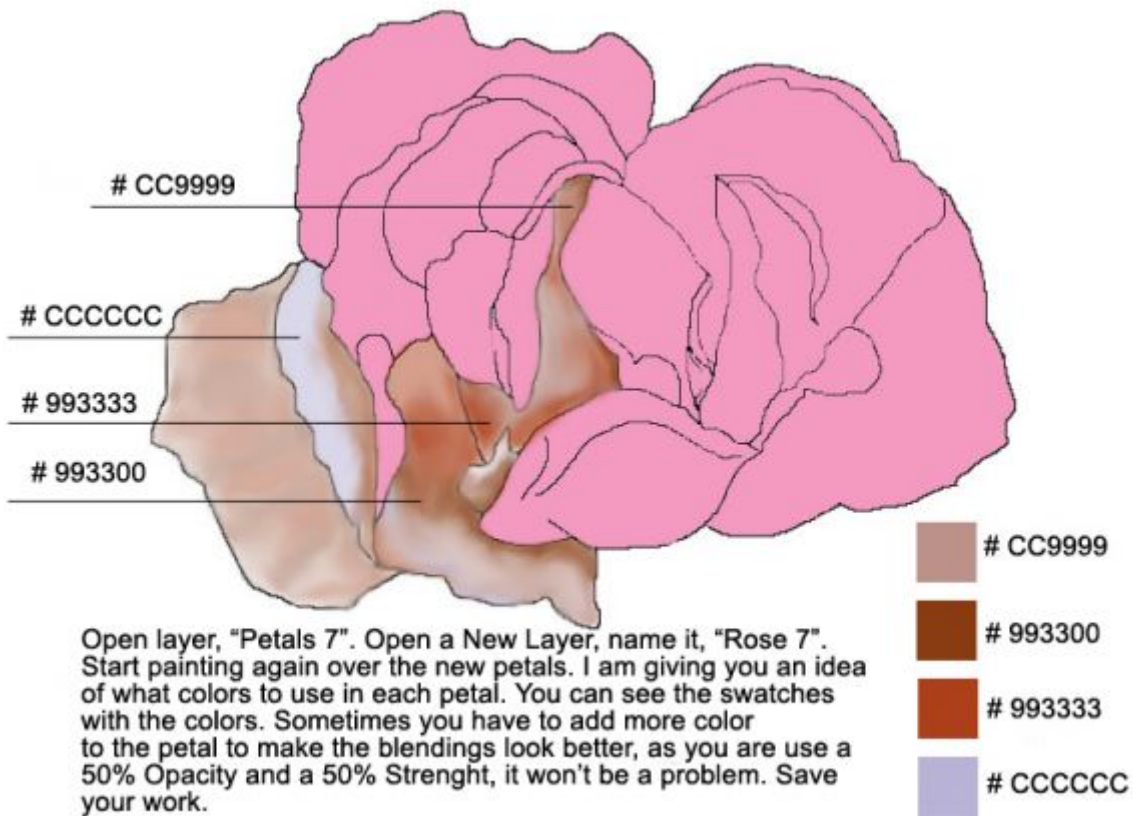 # CC9999
# CCCCCC
# 993333
# 993300
# CC9999
# 993300
# 993333
# CCCCCC
Open layer, “Petals 7”. Open a New Layer, name it, “Rose 7”.
Start painting again over the new petals. I am giving you an idea
of what colors to use in each petal. You can see the swatches
with the colors. Sometimes you have to add more color
to the petal to make the blendings look better, as you are use a
50% Opacity and a 50% Strenght, it won’t be a problem. Save
your work.